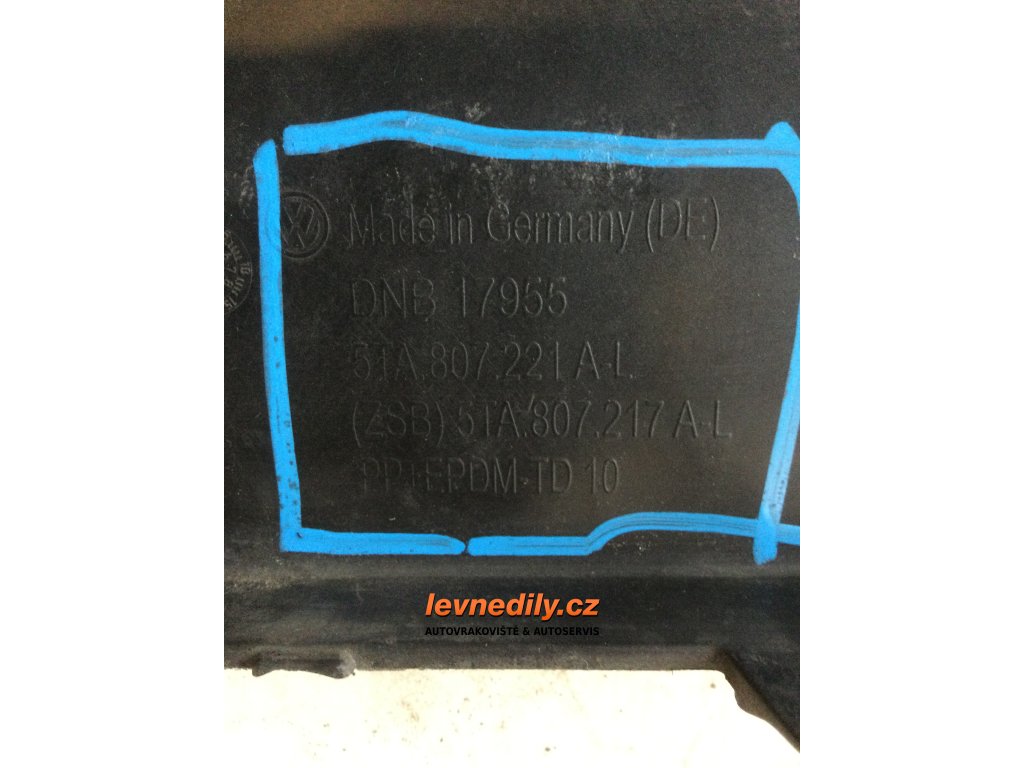 VW Made in Germany (DE)
DNB 17955
5TA.807.221 A-L
(ZSB) 5TA.807.217 A-L
PP+EPDM-TD 10
levnedily.cz
AUTOVRAKOVIŠTĚ & AUTOSERVIS